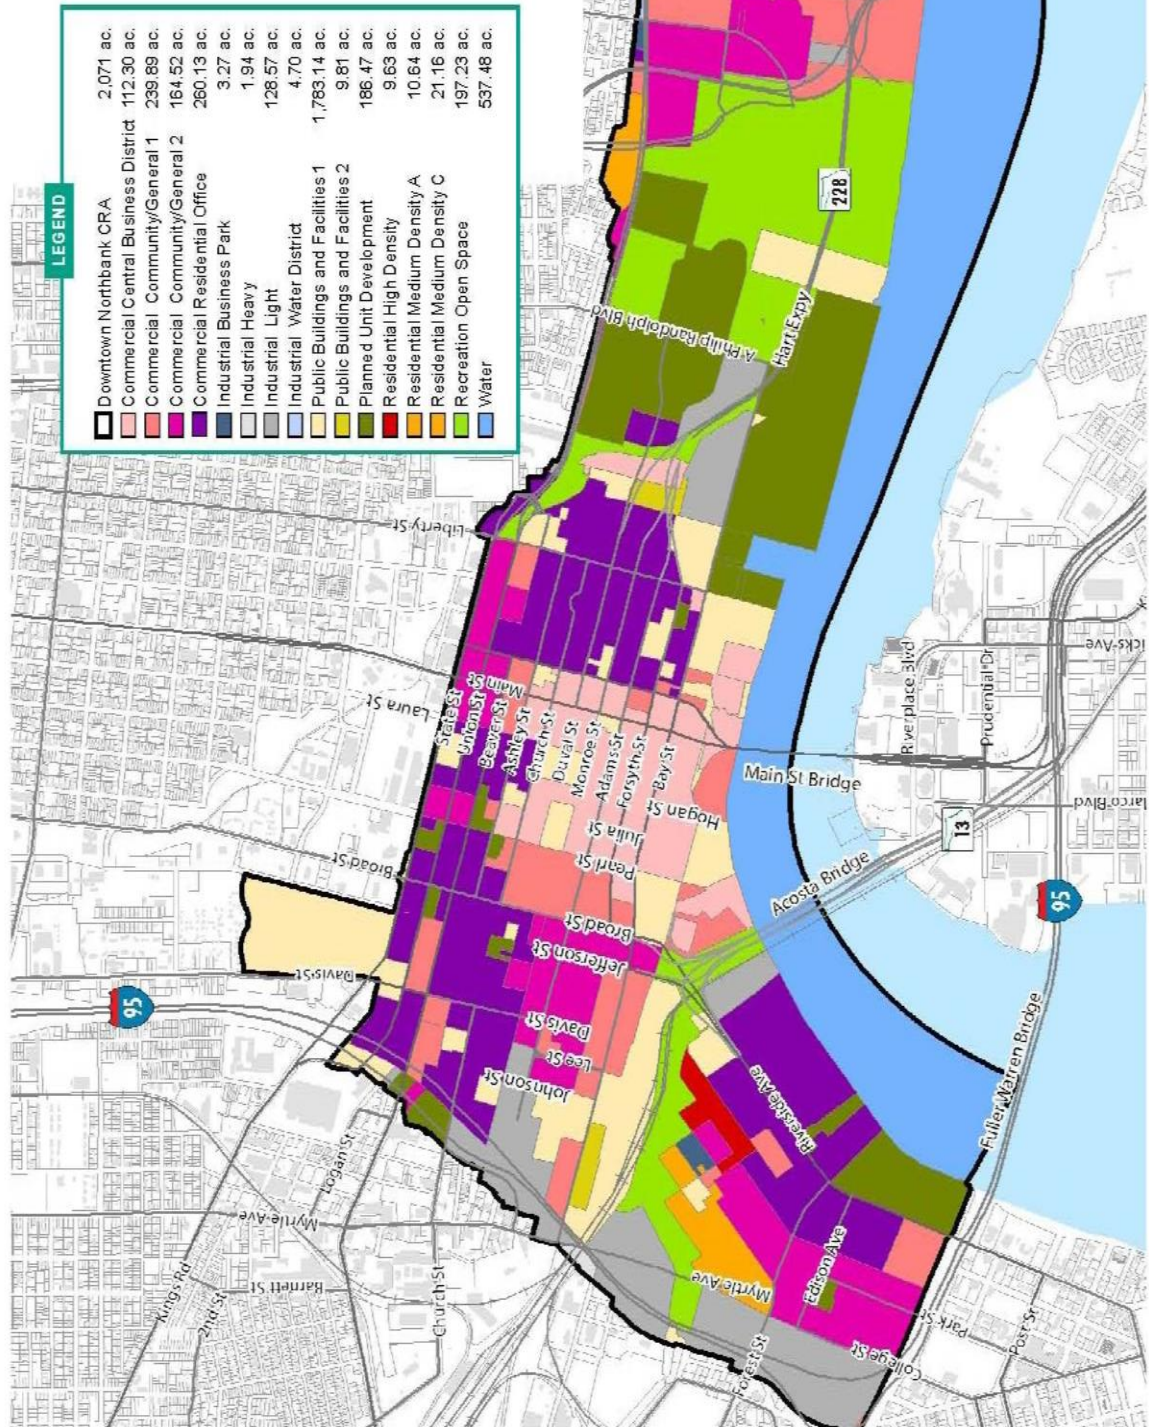 LEGEND
Downtown Northbank CRA 2,071 ac.
Commercial Central Business District 112.30 ac.
Commercial Community/General 1 239.89 ac.
Commercial Community/General 2 164.52 ac.
Commercial Residential Office 260.13 ac.
Industrial Business Park 3.27 ac.
Industrial Heavy 1.94 ac.
Industrial Light 128.57 ac.
Industrial Water District 4.70 ac.
Public Buildings and Facilities 1 1,783.14 ac.
Public Buildings and Facilities 2 9.81 ac.
Planned Unit Development 186.47 ac.
Residential High Density 9.63 ac.
Residential Medium Density A 10.64 ac.
Residential Medium Density C 21.16 ac.
Recreation Open Space 197.23 ac.
Water 537.48 ac.
228
A Philip Randolph Blvd
Hart Expy
Liberty St
Main St
Laura St
State St
Union St
Beaver St
Ashley St
Church St
Duval St
Monroe St
Adams St
Forsyth St
Bay St
Hogan St
Julia St
Pearl St
Broad St
Broad St
Jefferson St
Davis St
Davis St
Lee St
Johnson St
95
Main St Bridge
Acosta Bridge
Riverplace Blvd
Prudential Dr
icks Ave
13
larco Blvd
95
Fuller Warren Bridge
Riverside Ave
Edison Ave
Myrtle Ave
Park St
Post St
College St
Forest St
Logan St
Myrtle Ave
Kings Rd
2nd St
Barnett St
Church St